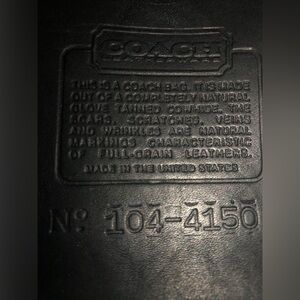 COACH
LEATHERWARE
THIS IS A COACH BAG. IT IS MADE
OUT OF A COMPLETELY NATURAL
GLOVE TANNED COWHIDE. THE
SCARS, SCRATCHES, VEINS
AND WRINKLES ARE NATURAL
MARKINGS CHARACTERISTIC
OF FULL-GRAIN LEATHERS.
MADE IN THE UNITED STATES
Nº 104-4150